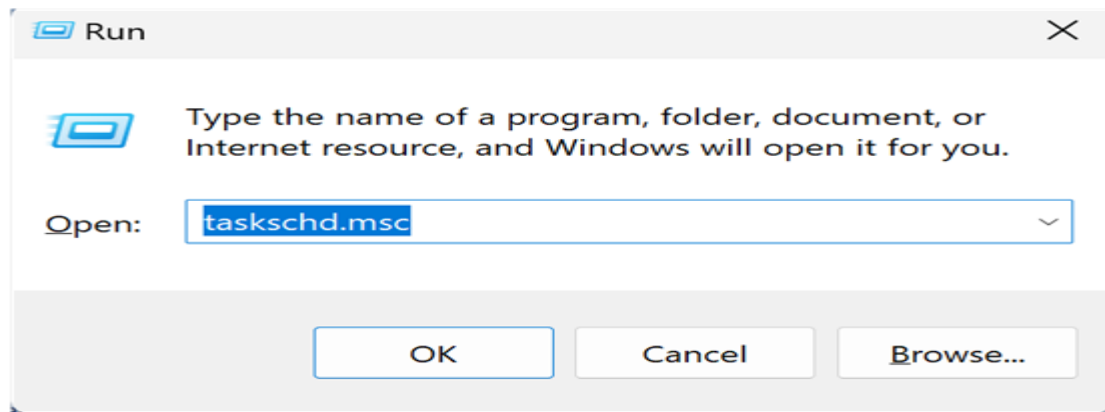 Run
Type the name of a program, folder, document, or
Internet resource, and Windows will open it for you.
Open: taskschd.msc
OK Cancel Browse...